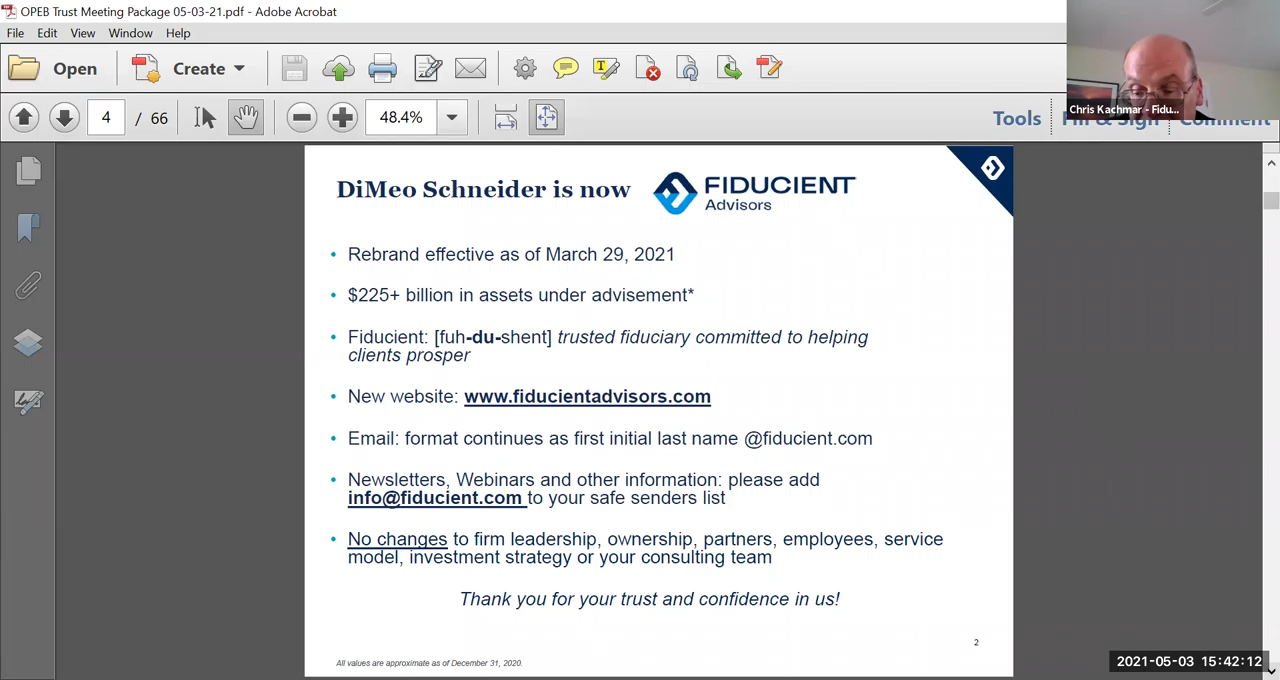 OPEB Trust Meeting Package 05-03-21.pdf - Adobe Acrobat
File Edit View Window Help
Open Create
4 / 66 48.4% Tools Fill & Sign Comment
Chris Kachmar - Fidu...
DiMeo Schneider is now FIDUCIENT
Advisors
• Rebrand effective as of March 29, 2021
• $225+ billion in assets under advisement*
• Fiducient: [fuh-du-shent] trusted fiduciary committed to helping
clients prosper
• New website: www.fiducientadvisors.com
• Email: format continues as first initial last name @fiducient.com
• Newsletters, Webinars and other information: please add
info@fiducient.com to your safe senders list
• No changes to firm leadership, ownership, partners, employees, service
model, investment strategy or your consulting team
Thank you for your trust and confidence in us!
2
All values are approximate as of December 31, 2020.
2021-05-03 15:42:12